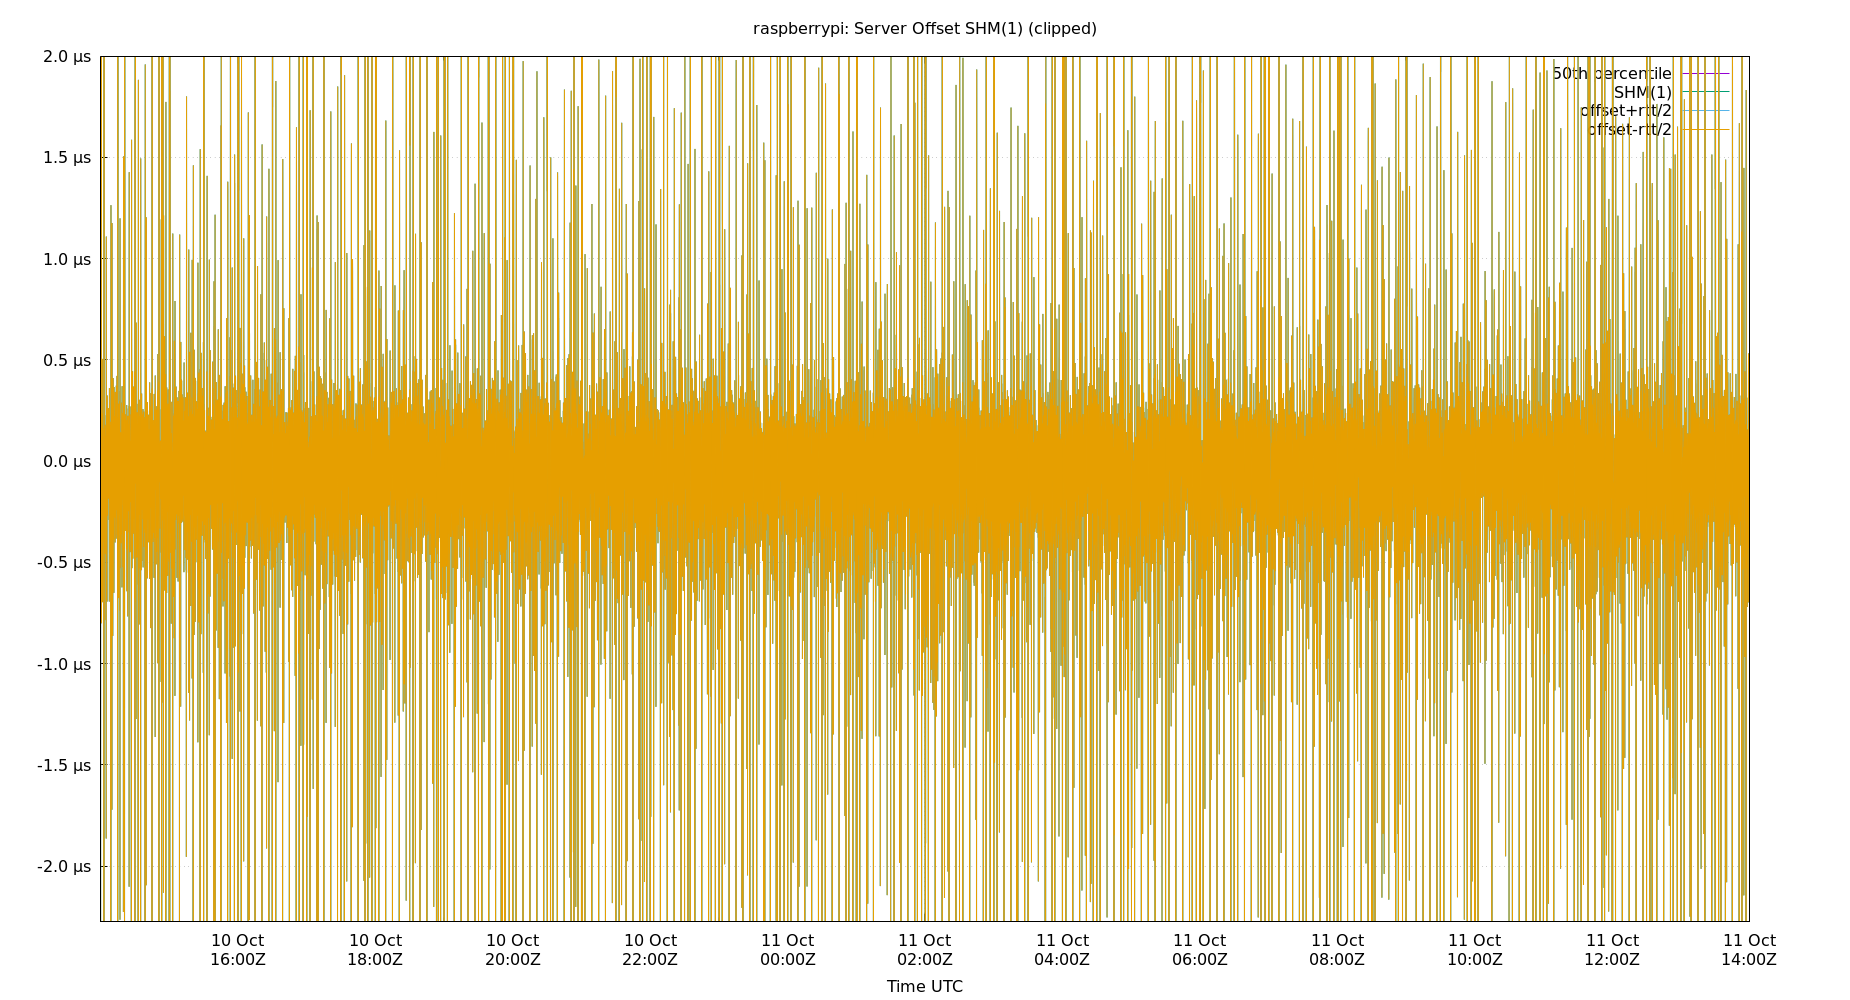 raspberrypi: Server Offset SHM(1) (clipped)
2.0 µs
1.5 µs
1.0 µs
0.5 µs
0.0 µs
-0.5 µs
-1.0 µs
-1.5 µs
-2.0 µs
50th percentile
SHM(1)
offset+rtt/2
offset-rtt/2
10 Oct 10 Oct 10 Oct 10 Oct 11 Oct 11 Oct 11 Oct 11 Oct 11 Oct 11 Oct 11 Oct 11 Oct
16:00Z 18:00Z 20:00Z 22:00Z 00:00Z 02:00Z 04:00Z 06:00Z 08:00Z 10:00Z 12:00Z 14:00Z
Time UTC